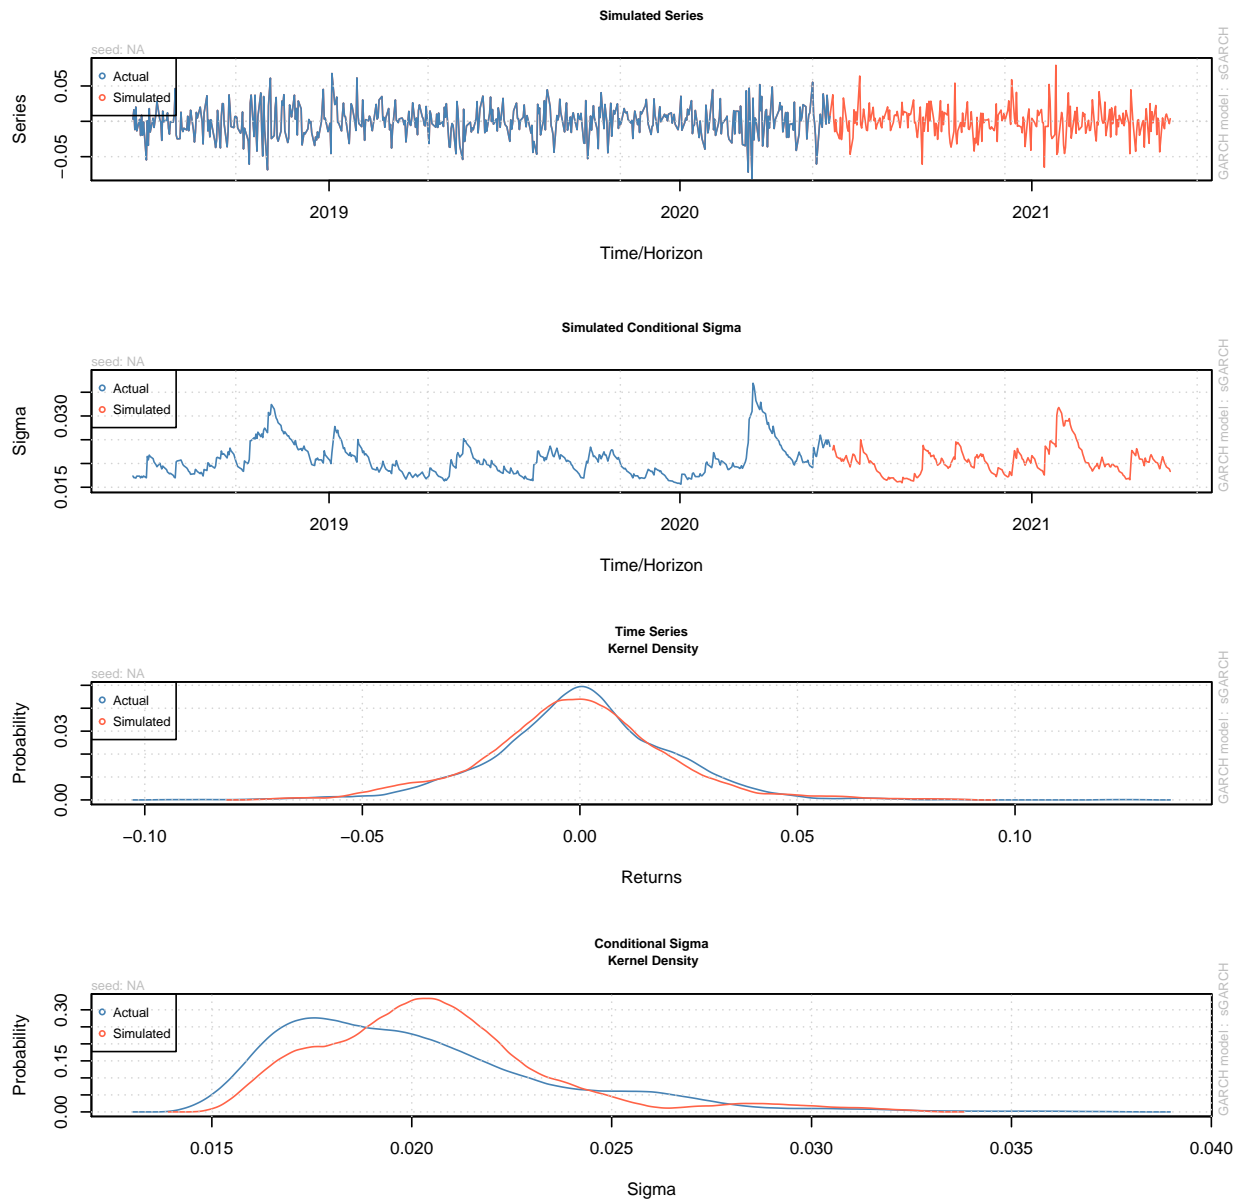 Simulated Series
seed: NA
GARCH model : sGARCH
Actual
Simulated
Series
0.05
−0.05
2019
2020
2021
Time/Horizon
Simulated Conditional Sigma
seed: NA
GARCH model : sGARCH
Actual
Simulated
Sigma
0.030
0.015
2019
2020
2021
Time/Horizon
Time Series
Kernel Density
seed: NA
GARCH model : sGARCH
Actual
Simulated
Probability
0.03
0.00
−0.10
−0.05
0.00
0.05
0.10
Returns
Conditional Sigma
Kernel Density
seed: NA
GARCH model : sGARCH
Actual
Simulated
Probability
0.30
0.15
0.00
0.015
0.020
0.025
0.030
0.035
0.040
Sigma